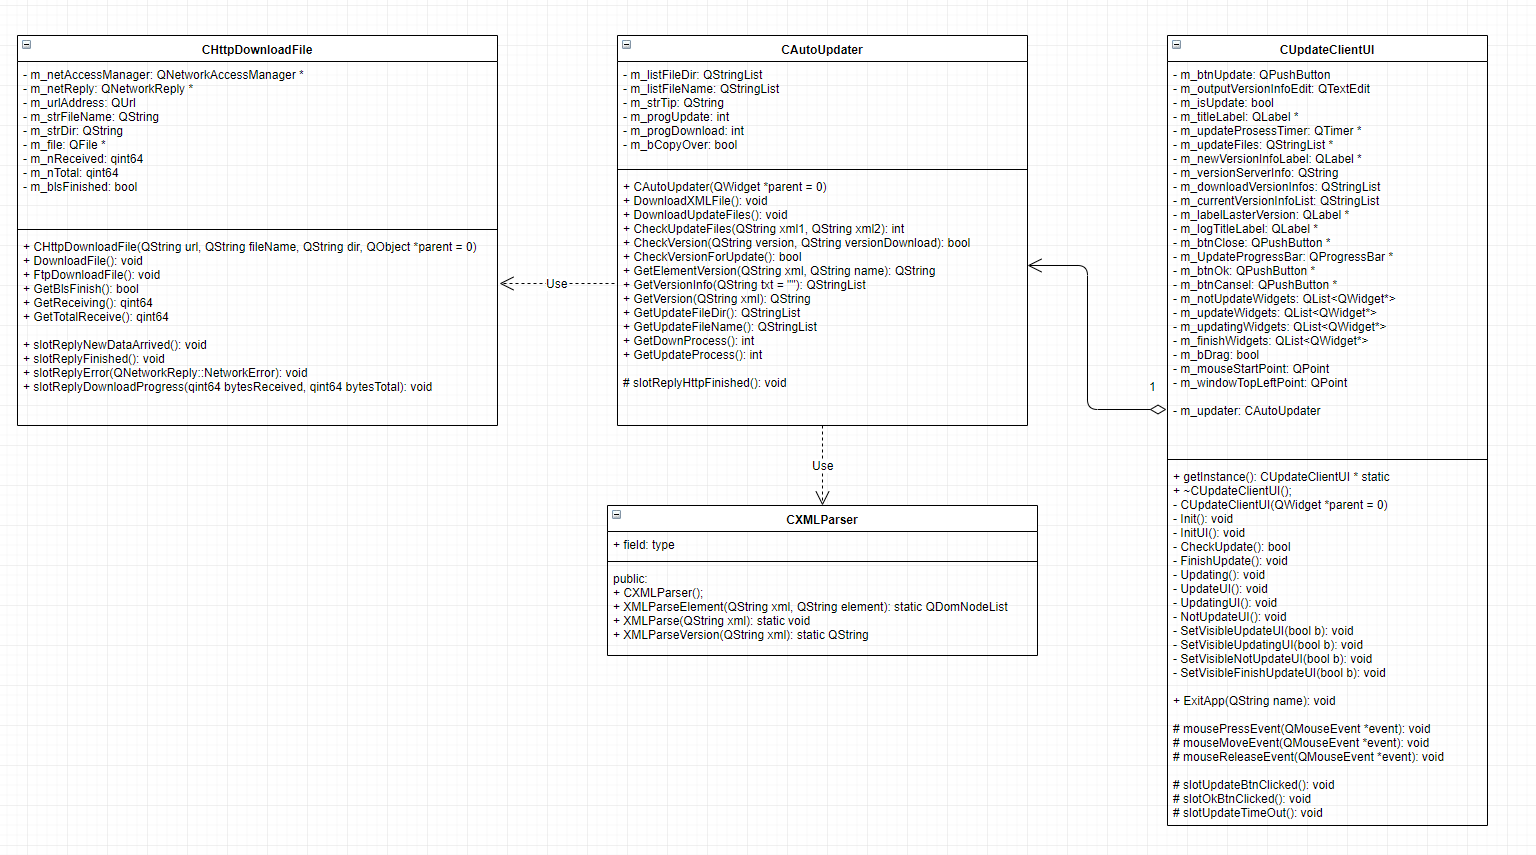 CHttpDownloadFile
- m_netAccessManager: QNetworkAccessManager *
- m_netReply: QNetworkReply *
- m_urlAddress: QUrl
- m_strFileName: QString
- m_strDir: QString
- m_file: QFile *
- m_nReceived: qint64
- m_nTotal: qint64
- m_bIsFinished: bool
+ CHttpDownloadFile(QString url, QString fileName, QString dir, QObject *parent = 0)
+ DownloadFile(): void
+ FtpDownloadFile(): void
+ GetBIsFinish(): bool
+ GetReceiving(): qint64
+ GetTotalReceive(): qint64
+ slotReplyNewDataArrived(): void
+ slotReplyFinished(): void
+ slotReplyError(QNetworkReply::NetworkError): void
+ slotReplyDownloadProgress(qint64 bytesReceived, qint64 bytesTotal): void
Use
CAutoUpdater
- m_listFileDir: QStringList
- m_listFileName: QStringList
- m_strTip: QString
- m_progUpdate: int
- m_progDownload: int
- m_bCopyOver: bool
+ CAutoUpdater(QWidget *parent = 0)
+ DownloadXMLFile(): void
+ DownloadUpdateFiles(): void
+ CheckUpdateFiles(QString xml1, QString xml2): int
+ CheckVersion(QString version, QString versionDownload): bool
+ CheckVersionForUpdate(): bool
+ GetElementVersion(QString xml, QString name): QString
+ GetVersionInfo(QString txt = ""): QStringList
+ GetVersion(QString xml): QString
+ GetUpdateFileDir(): QStringList
+ GetUpdateFileName(): QStringList
+ GetDownProcess(): int
+ GetUpdateProcess(): int
# slotReplyHttpFinished(): void
Use
CXMLParser
+ field: type
public:
+ CXMLParser();
+ XMLParseElement(QString xml, QString element): static QDomNodeList
+ XMLParse(QString xml): static void
+ XMLParseVersion(QString xml): static QString
1
CUpdateClientUI
- m_btnUpdate: QPushButton
- m_outputVersionInfoEdit: QTextEdit
- m_isUpdate: bool
- m_titleLabel: QLabel *
- m_updateProsessTimer: QTimer *
- m_updateFiles: QStringList *
- m_newVersionInfoLabel: QLabel *
- m_versionServerInfo: QString
- m_downloadVersionInfos: QStringList
- m_currentVersionInfoList: QStringList
- m_labelLasterVersion: QLabel *
- m_logTitleLabel: QLabel *
- m_btnClose: QPushButton *
- m_UpdateProgressBar: QProgressBar *
- m_btnOk: QPushButton *
- m_btnCansel: QPushButton *
- m_notUpdateWidgets: QList<QWidget*>
- m_updateWidgets: QList<QWidget*>
- m_updatingWidgets: QList<QWidget*>
- m_finishWidgets: QList<QWidget*>
- m_bDrag: bool
- m_mouseStartPoint: QPoint
- m_windowTopLeftPoint: QPoint
- m_updater: CAutoUpdater
+ getInstance(): CUpdateClientUI * static
+ ~CUpdateClientUI();
- CUpdateClientUI(QWidget *parent = 0)
- Init(): void
- InitUI(): void
- CheckUpdate(): bool
- FinishUpdate(): void
- Updating(): void
- UpdateUI(): void
- UpdatingUI(): void
- NotUpdateUI(): void
- SetVisibleUpdateUI(bool b): void
- SetVisibleUpdatingUI(bool b): void
- SetVisibleNotUpdateUI(bool b): void
- SetVisibleFinishUpdateUI(bool b): void
+ ExitApp(QString name): void
# mousePressEvent(QMouseEvent *event): void
# mouseMoveEvent(QMouseEvent *event): void
# mouseReleaseEvent(QMouseEvent *event): void
# slotUpdateBtnClicked(): void
# slotOkBtnClicked(): void
# slotUpdateTimeOut(): void